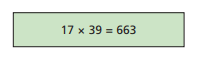 17 × 39 = 663